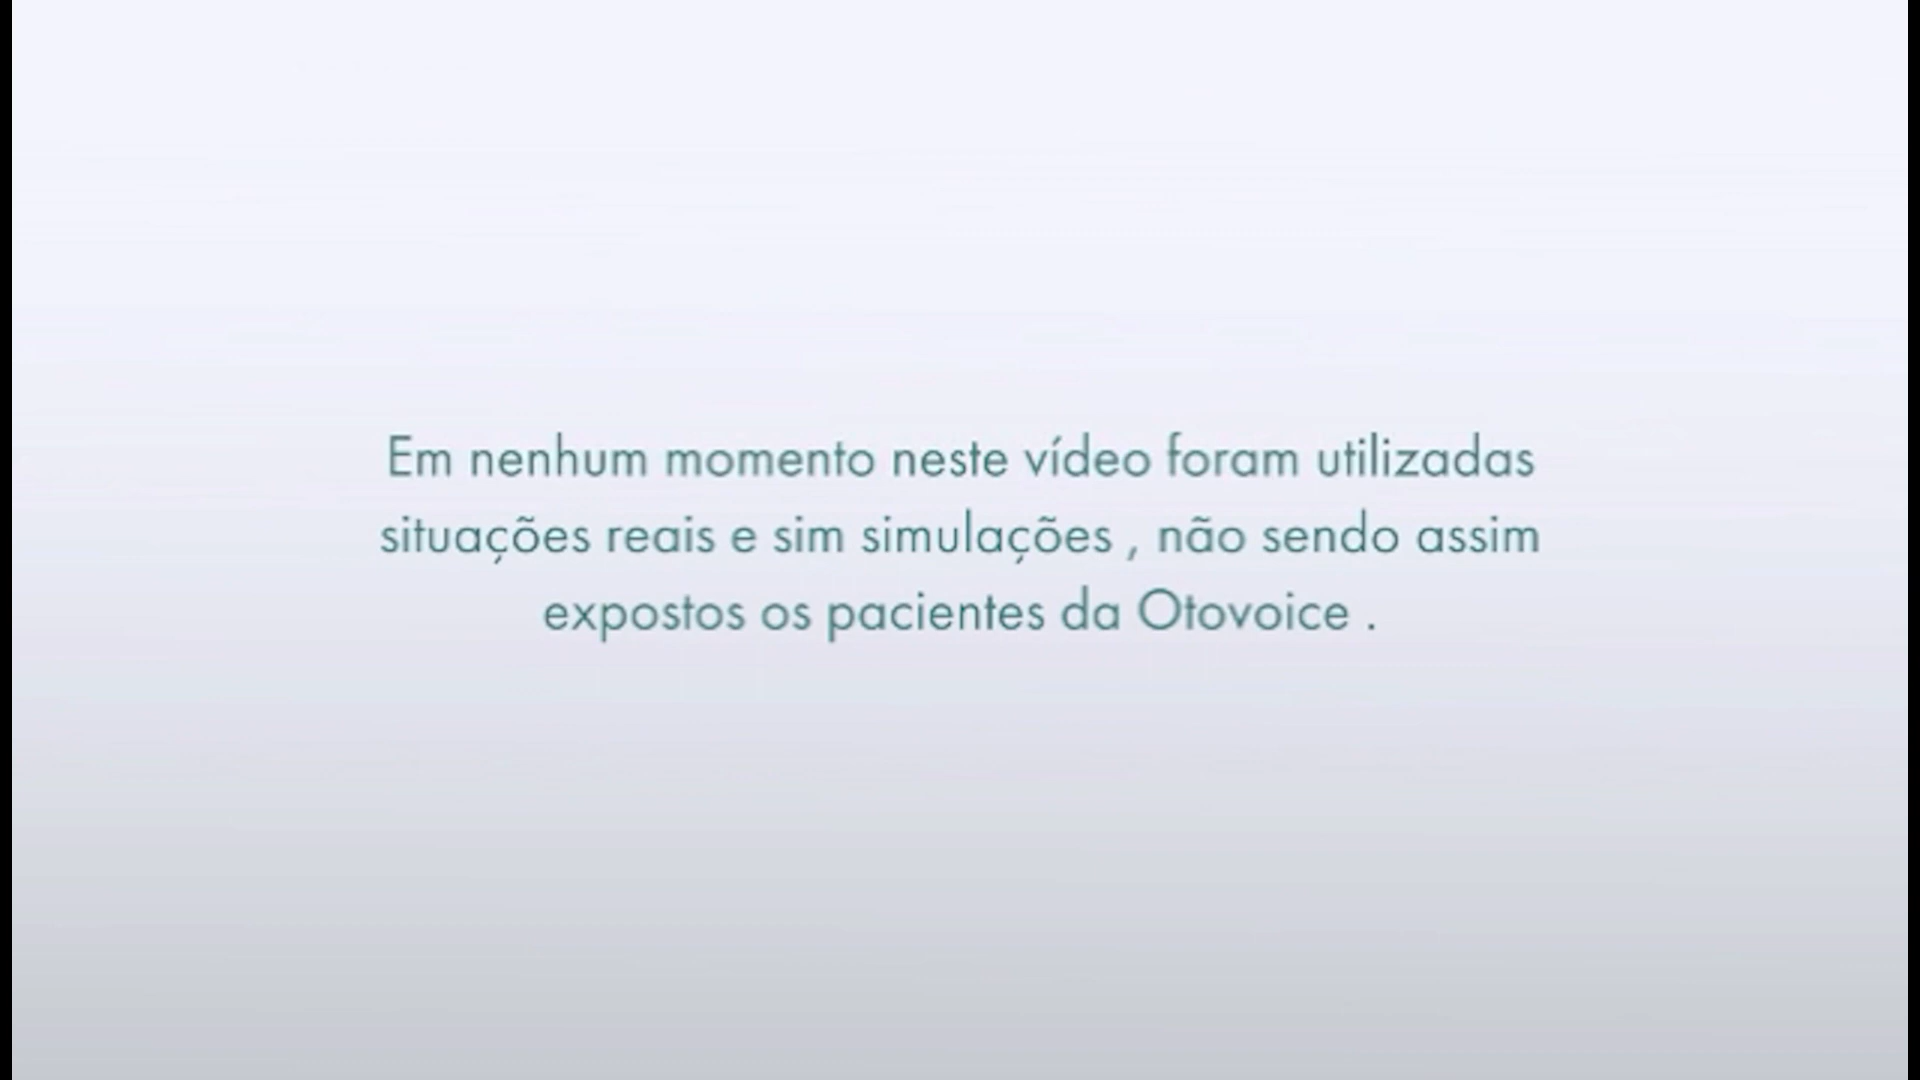 Em nenhum momento neste vídeo foram utilizadas
situações reais e sim simulações , não sendo assim
expostos os pacientes da Otovoice .